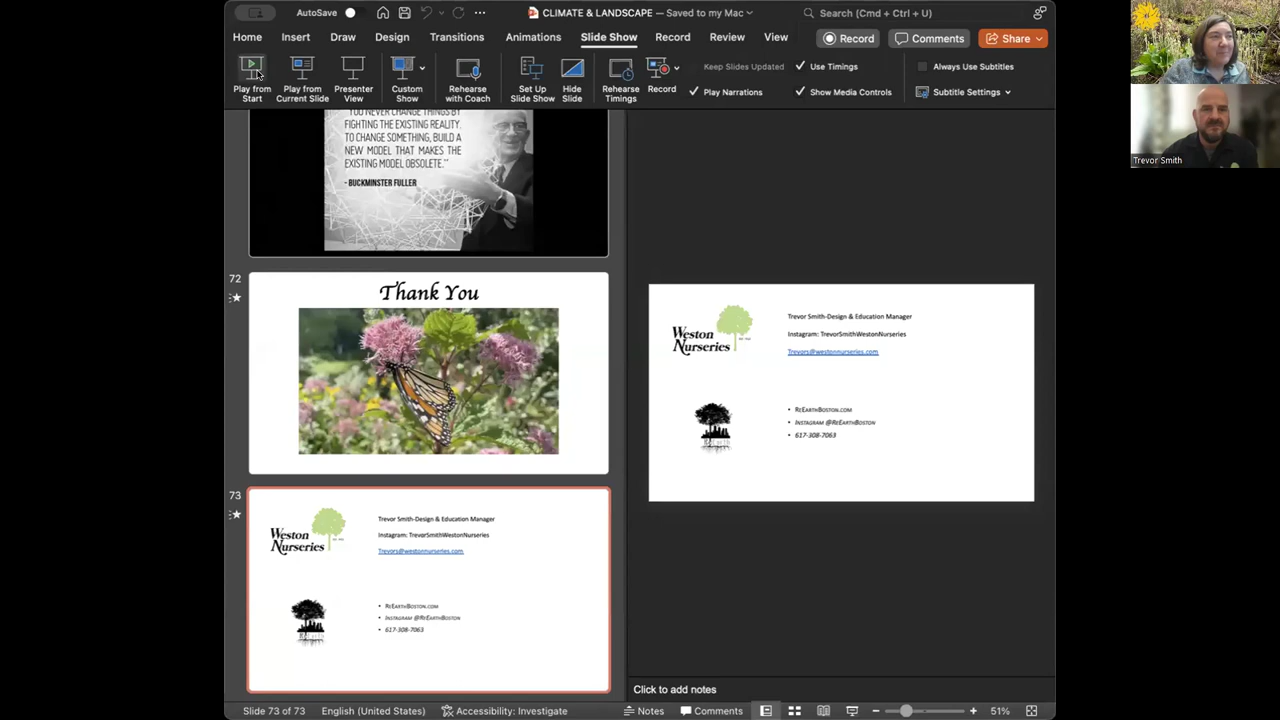 AutoSave
CLIMATE & LANDSCAPE — Saved to my Mac
Search (Cmd + Ctrl + U)
Home Insert Draw Design Transitions Animations Slide Show Record Review View Record Comments Share
Play from Start
Play from Current Slide
Presenter View
Custom Show
Rehearse with Coach
Set Up Slide Show
Hide Slide
Rehearse Timings
Record
Keep Slides Updated
Use Timings
Play Narrations
Show Media Controls
Always Use Subtitles
Subtitle Settings
"YOU NEVER CHANGE THINGS BY
FIGHTING THE EXISTING REALITY.
TO CHANGE SOMETHING, BUILD A
NEW MODEL THAT MAKES THE
EXISTING MODEL OBSOLETE."
- BUCKMINSTER FULLER
72
Thank You
73
Weston
Nurseries
Trevor Smith-Design & Education Manager
Instagram: TrevorSmithWestonNurseries
Trevors@westonnurseries.com
• REEARTHBOSTON.COM
• INSTAGRAM @REEARTHBOSTON
• 617-308-7063
Weston
Nurseries
Trevor Smith-Design & Education Manager
Instagram: TrevorSmithWestonNurseries
Trevors@westonnurseries.com
• REEARTHBOSTON.COM
• INSTAGRAM @REEARTHBOSTON
• 617-308-7063
Click to add notes
Slide 73 of 73 English (United States) Accessibility: Investigate Notes Comments 51%
Trevor Smith